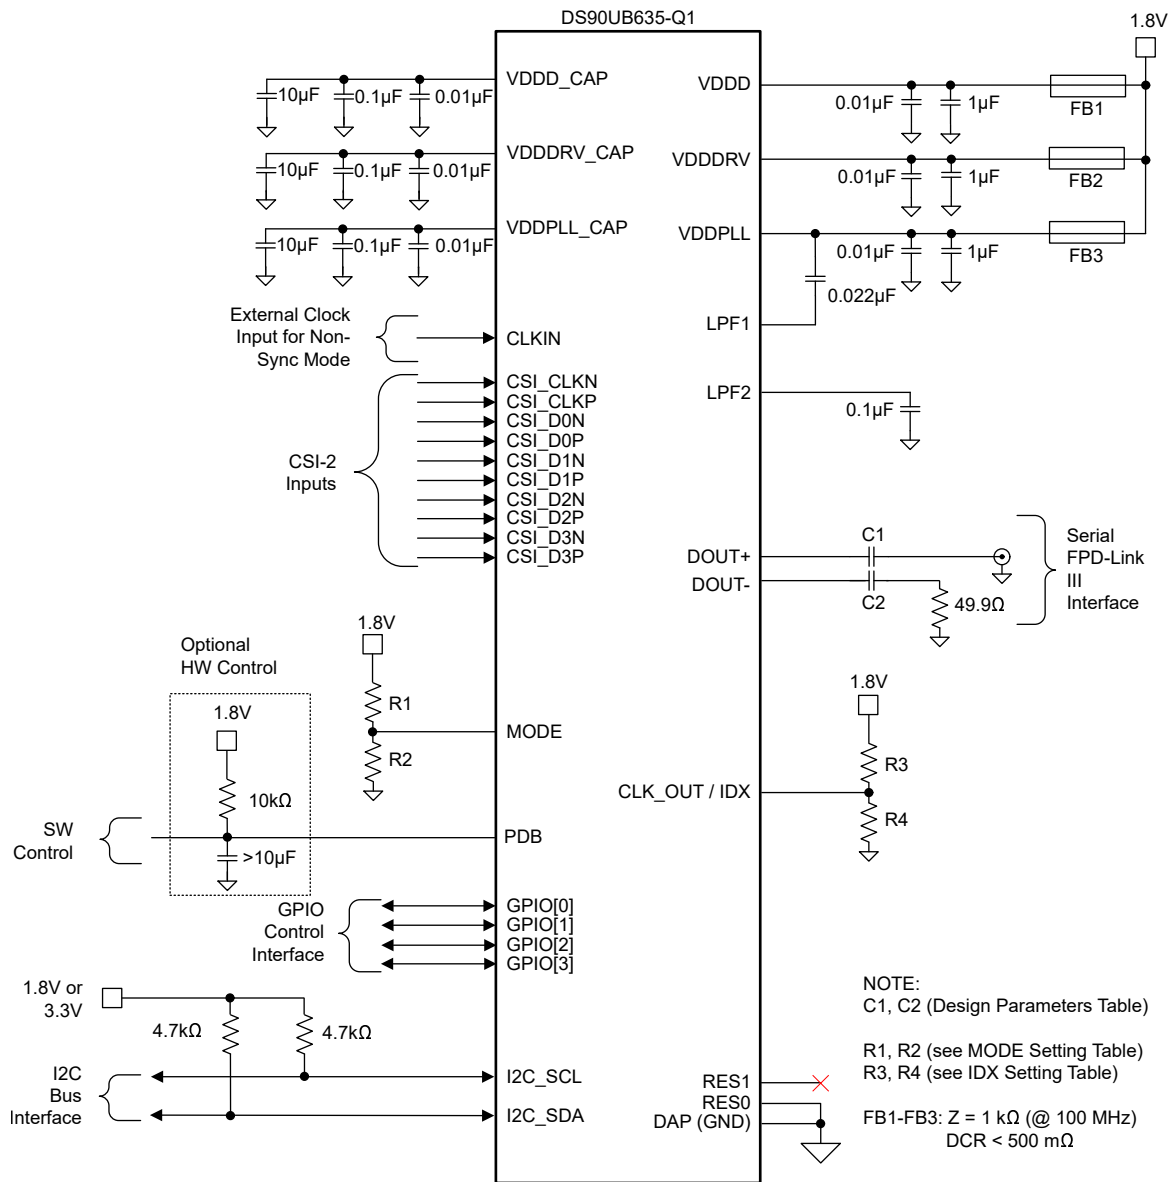 DS90UB635-Q1
1.8V
VDDD_CAP
10µF
0.1µF
0.01µF
VDDDRV_CAP
10µF
0.1µF
0.01µF
VDDPLL_CAP
10µF
0.1µF
0.01µF
External Clock
Input for Non-
Sync Mode
CLKIN
CSI-2
Inputs
CSI_CLKN
CSI_CLKP
CSI_D0N
CSI_D0P
CSI_D1N
CSI_D1P
CSI_D2N
CSI_D2P
CSI_D3N
CSI_D3P
1.8V
R1
R2
MODE
Optional
HW Control
1.8V
10kΩ
>10µF
SW
Control
PDB
GPIO
Control
Interface
GPIO[0]
GPIO[1]
GPIO[2]
GPIO[3]
1.8V or
3.3V
4.7kΩ
4.7kΩ
I2C
Bus
Interface
I2C_SCL
I2C_SDA
VDDD
0.01µF
1µF
FB1
VDDDRV
0.01µF
1µF
FB2
VDDPLL
0.01µF
1µF
FB3
0.022µF
LPF1
LPF2
0.1µF
DOUT+
C1
DOUT-
C2
49.9Ω
Serial
FPD-Link
III
Interface
1.8V
R3
R4
CLK_OUT / IDX
RES1
RES0
DAP (GND)
NOTE:
C1, C2 (Design Parameters Table)
R1, R2 (see MODE Setting Table)
R3, R4 (see IDX Setting Table)
FB1-FB3: Z = 1 kΩ (@ 100 MHz)
DCR < 500 mΩ